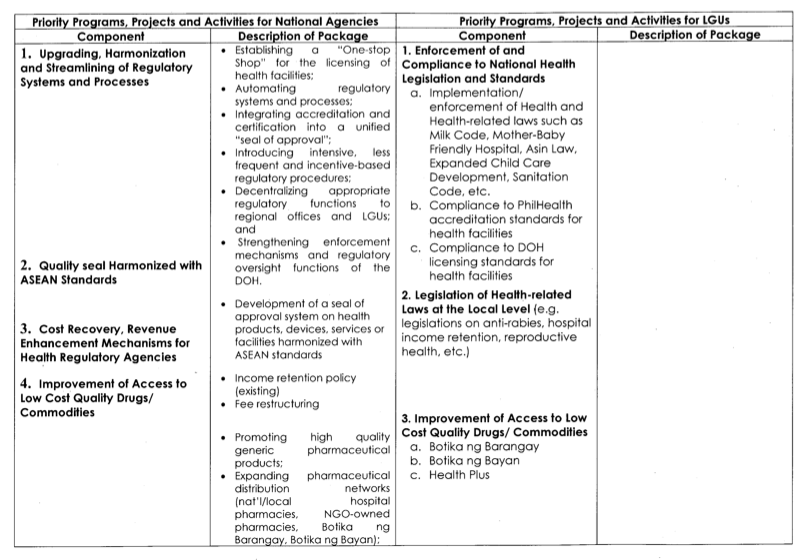 Priority Programs, Projects and Activities for National Agencies
Priority Programs, Projects and Activities for LGUs
Component
Description of Package
Component
Description of Package
1. Upgrading, Harmonization
and Streamlining of Regulatory
Systems and Processes
2. Quality seal Harmonized with
ASEAN Standards
3. Cost Recovery, Revenue
Enhancement Mechanisms for
Health Regulatory Agencies
4. Improvement of Access to
Low Cost Quality Drugs/
Commodities
• Establishing a "One-stop
Shop" for the licensing of
health facilities;
• Automating regulatory
systems and processes;
• Integrating accreditation and
certification into a unified
"seal of approval";
• Introducing intensive, less
frequent and incentive-based
regulatory procedures;
• Decentralizing appropriate
regulatory functions to
regional offices and LGUs;
and
• Strengthening enforcement
mechanisms and regulatory
oversight functions of the
DOH.
• Development of a seal of
approval system on health
products, devices, services or
facilities harmonized with
ASEAN standards
• Income retention policy
(existing)
• Fee restructuring
• Promoting high quality
generic pharmaceutical
products;
• Expanding pharmaceutical
distribution networks
(nat'l/local hospital
pharmacies, NGO-owned
pharmacies, Botika ng
Barangay, Botika ng Bayan);
1. Enforcement of and
Compliance to National Health
Legislation and Standards
a. Implementation/
enforcement of Health and
Health-related laws such as
Milk Code, Mother-Baby
Friendly Hospital, Asin Law,
Expanded Child Care
Development, Sanitation
Code, etc.
b. Compliance to PhilHealth
accreditation standards for
health facilities
c. Compliance to DOH
licensing standards for
health facilities
2. Legislation of Health-related
Laws at the Local Level (e.g.
legislations on anti-rabies, hospital
income retention, reproductive
health, etc.)
3. Improvement of Access to Low
Cost Quality Drugs/ Commodities
a. Botika ng Barangay
b. Botika ng Bayan
c. Health Plus